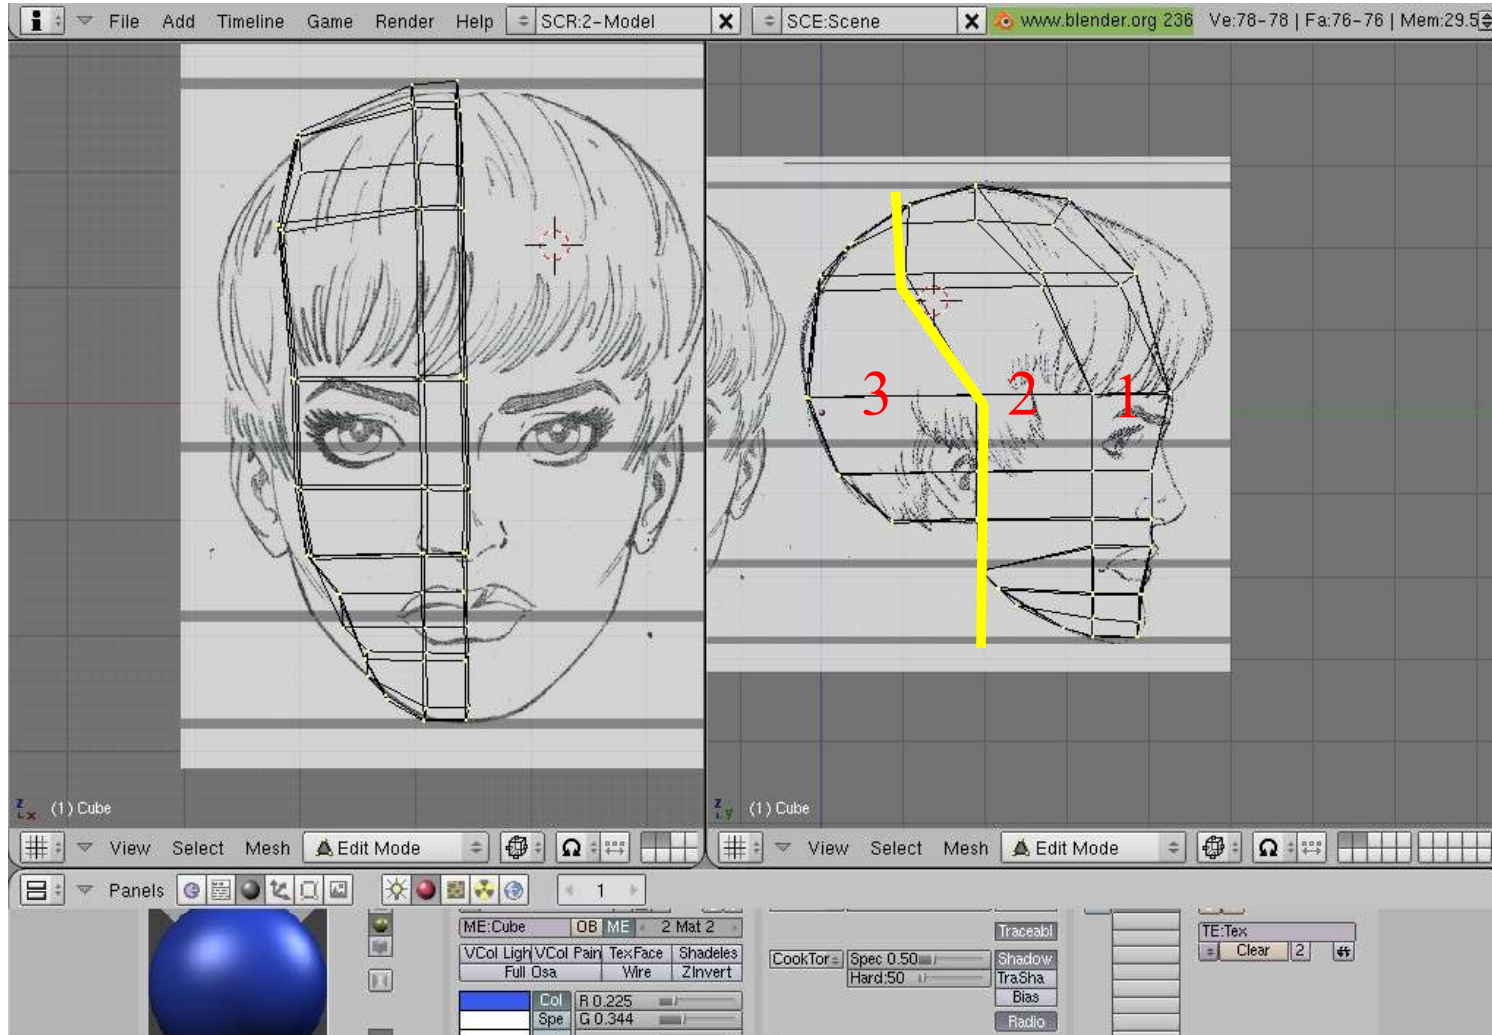 File Add Timeline Game Render Help SCR:2-Model SCE:Scene www.blender.org 236 Ve:78-78 | Fa:76-76 | Mem:29.5
3 2 1
(1) Cube
(1) Cube
View Select Mesh Edit Mode
View Select Mesh Edit Mode
Panels 1
ME:Cube OB ME 2 Mat 2
VCol Ligh VCol Pain TexFace Shadeles
Full Osa Wire ZInvert
Col R 0.225
Spe G 0.344
CookTor Spec 0.50
Hard:50
Traceabl
Shadow
TraSha
Bias
Radio
TE:Tex
Clear 2